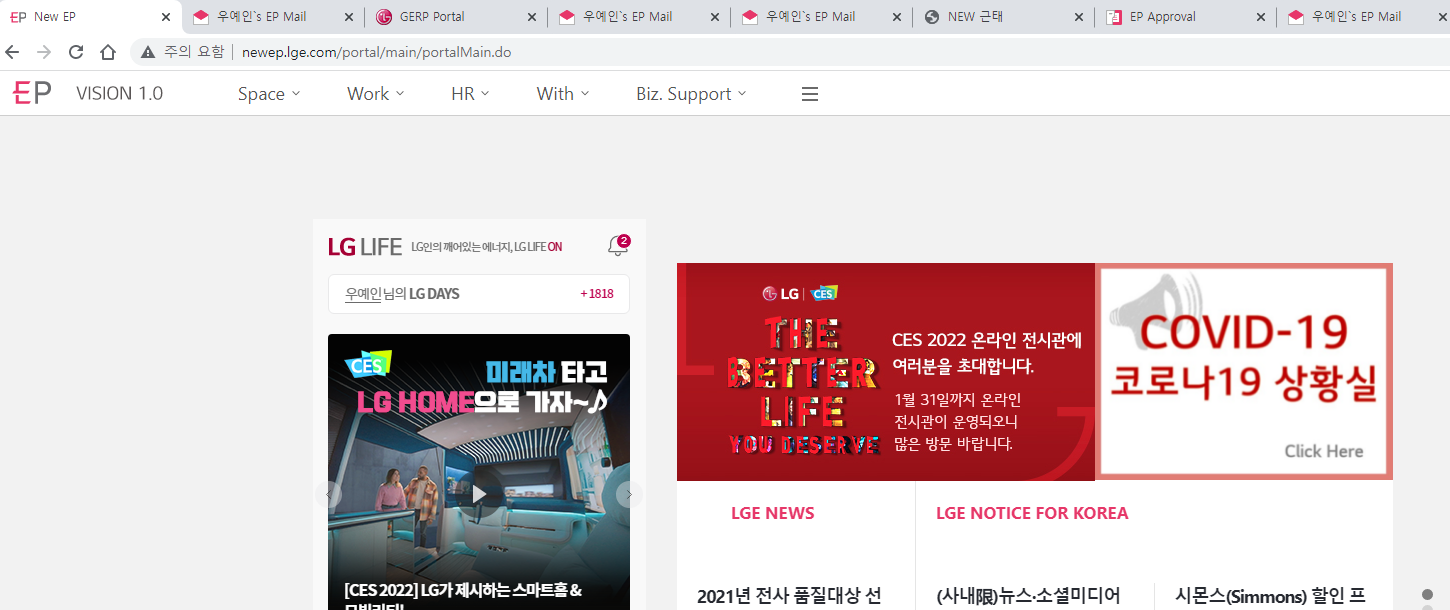 New EP
우예인`s EP Mail
GERP Portal
우예인`s EP Mail
우예인`s EP Mail
NEW 근태
EP Approval
우예인`s EP Mail
주의 요함
newep.lge.com/portal/main/portalMain.do
EP VISION 1.0
Space
Work
HR
With
Biz. Support
LG LIFE LG인의 깨어있는 에너지, LG LIFE ON
2
우예인님의 LG DAYS +1818
CES
미래차 타고
LG HOME으로 가자~♪
[CES 2022] LG가 제시하는 스마트홈 &
모빌리티!
LG | CES
THE
BETTER
LIFE
YOU DESERVE
CES 2022 온라인 전시관에
여러분을 초대합니다.
1월 31일까지 온라인
전시관이 운영되오니
많은 방문 바랍니다.
COVID-19
코로나19 상황실
Click Here
LGE NEWS
2021년 전사 품질대상 선
LGE NOTICE FOR KOREA
(사내限)뉴스·소셜미디어
시몬스(Simmons) 할인 프